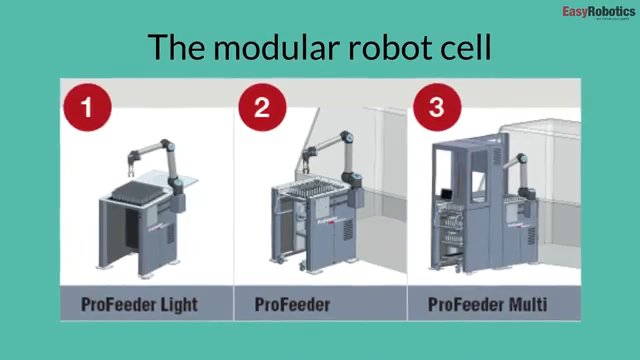 EasyRobotics
The modular robot cell
1
2
3
ProFeeder Light
ProFeeder
ProFeeder Multi